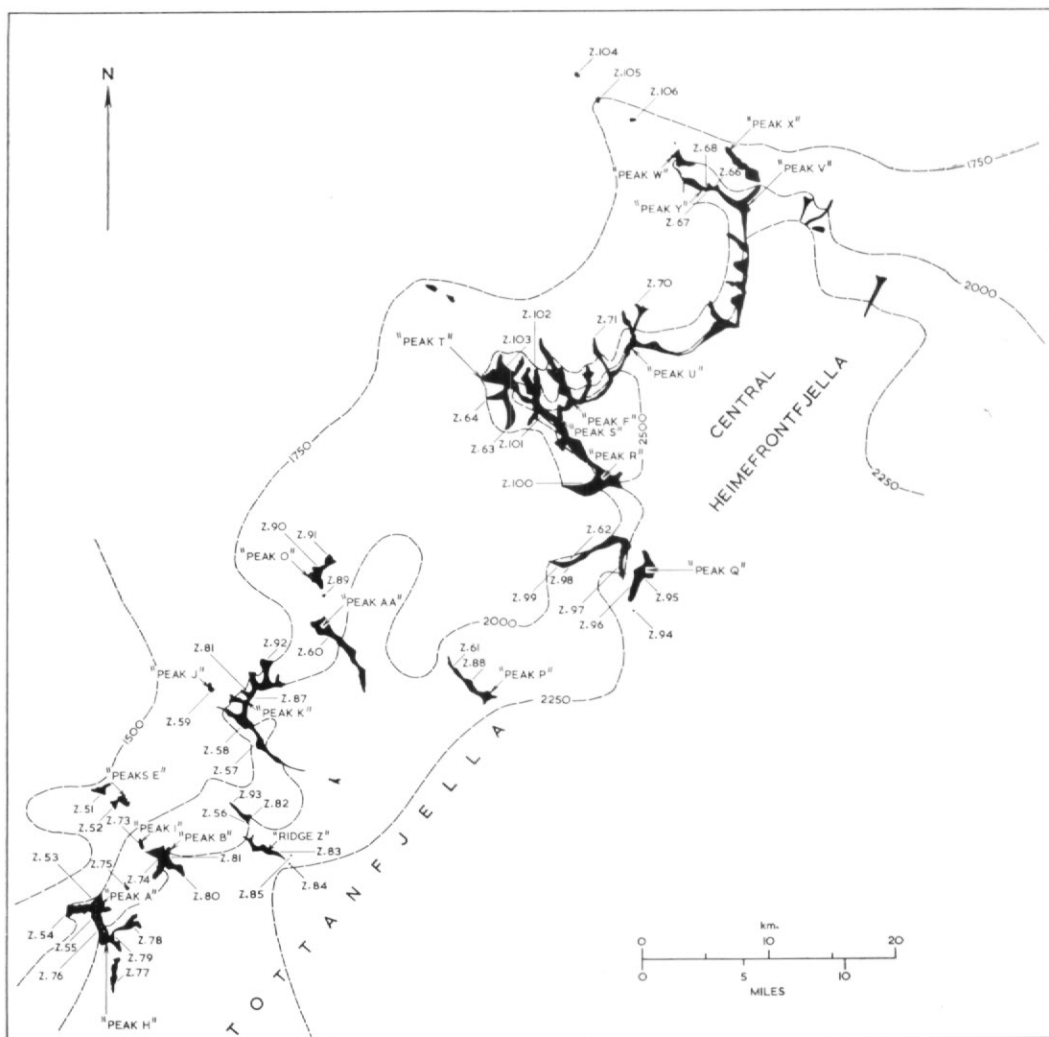 N
Z.104
Z.105
Z.106
"PEAK X"
1750
Z.68
Z.66
"PEAK V"
"PEAK W"
"PEAK Y"
Z.67
2000
Z.70
Z.102
Z.71
Z.103
"PEAK T"
"PEAK U"
CENTRAL
HEIMEFRONTFJELLA
Z.64
"PEAK F"
"PEAK S"
2500
Z.63
Z.101
"PEAK R"
1750
2250
Z.100
Z.90
Z.91
Z.62
"PEAK O"
Z.89
"PEAK Q"
Z.99
Z.98
Z.97
Z.95
Z.96
Z.94
"PEAK AA"
2000
Z.60
Z.92
Z.81
Z.61
Z.88
"PEAK J"
"PEAK P"
Z.87
2250
Z.59
"PEAK K"
1500
Z.58
Z.57
"PEAKS E"
Z.93
Z.51
Z.82
Z.52
Z.56
Z.73
"PEAK I"
"PEAK B"
"RIDGE Z"
Z.53
Z.81
Z.83
Z.75
Z.74
Z.80
Z.84
"PEAK A"
Z.85
Z.54
Z.55
Z.78
Z.79
Z.76
Z.77
"PEAK H"
TOTTANFJELLA
km.
0 10 20
0 5 10
MILES